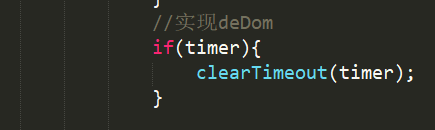 }
//实现deDom
if(timer){
clearTimeout(timer);
}